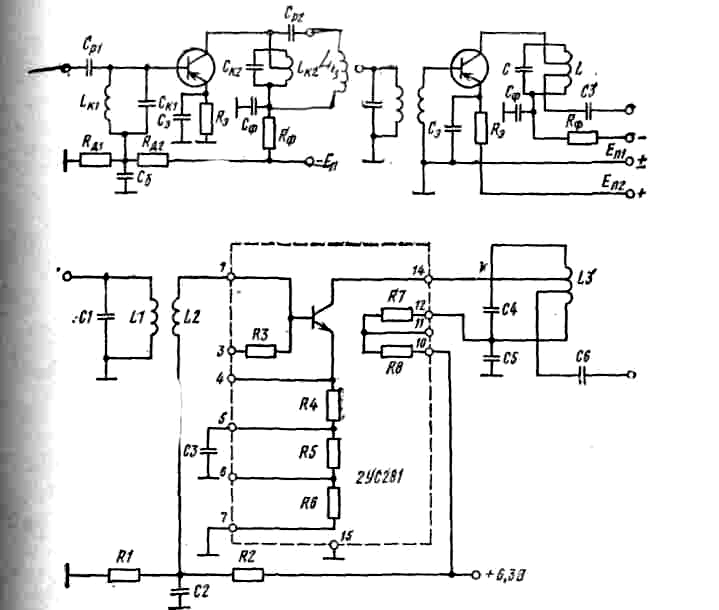 Cр1
Lк1
Cк1
Cэ
Rэ
Cк2
Lк2
Cр2
Cф
Rф
-Eп
Rд1
Rд2
Cб
Cэ
Rэ
C
L
Cф
C3
Rф
-
Eп1
±
Eп2
+
C1
L1
L2
1
3
4
5
6
7
R3
R4
R5
R6
C3
R7
R8
14
12
11
10
15
2УС281
C4
C5
L3
C6
R1
C2
R2
+6,3В